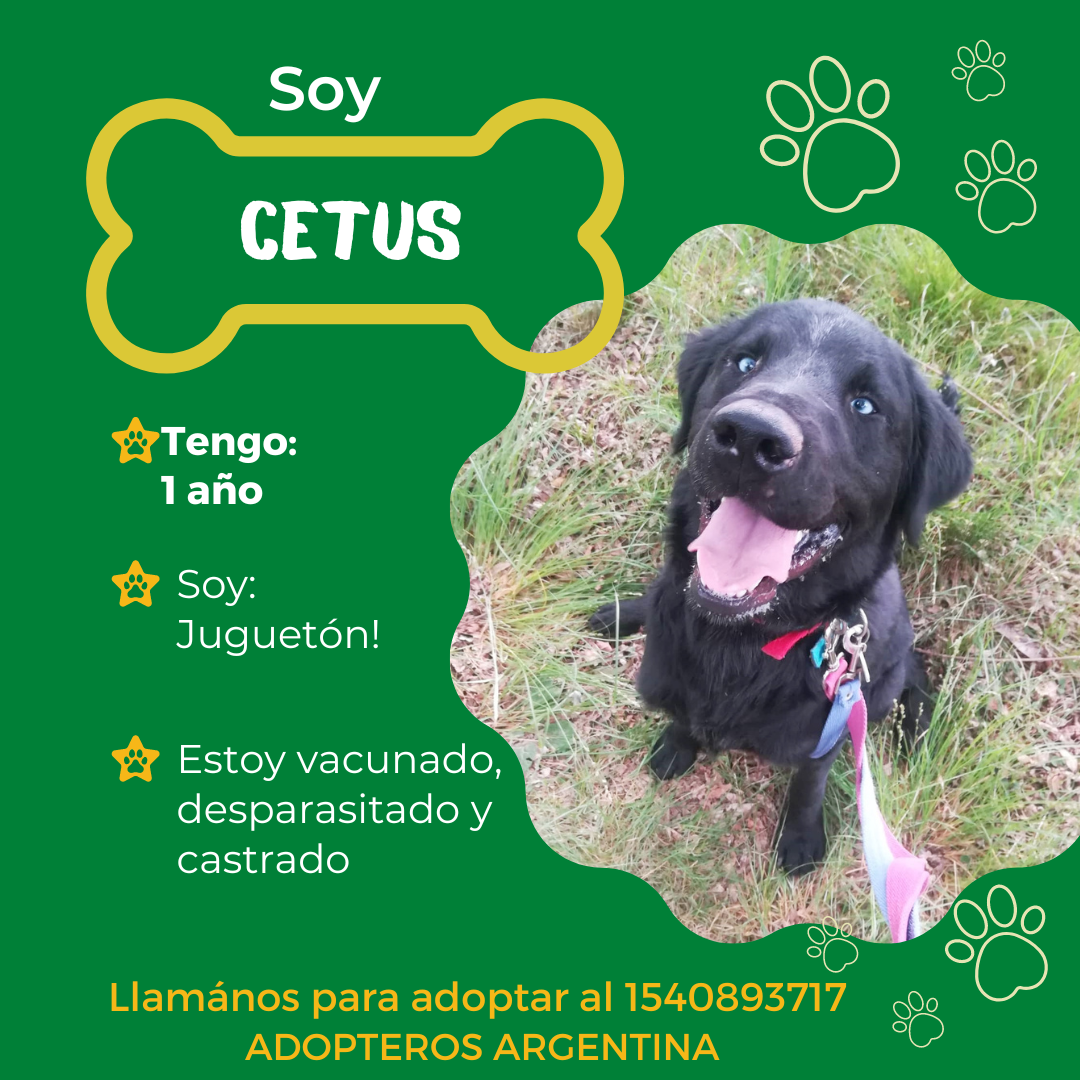 Soy
CETUS
Tengo:
1 año
Soy:
Juguetón!
Estoy vacunado,
desparasitado y
castrado
Llamános para adoptar al 1540893717
ADOPTEROS ARGENTINA